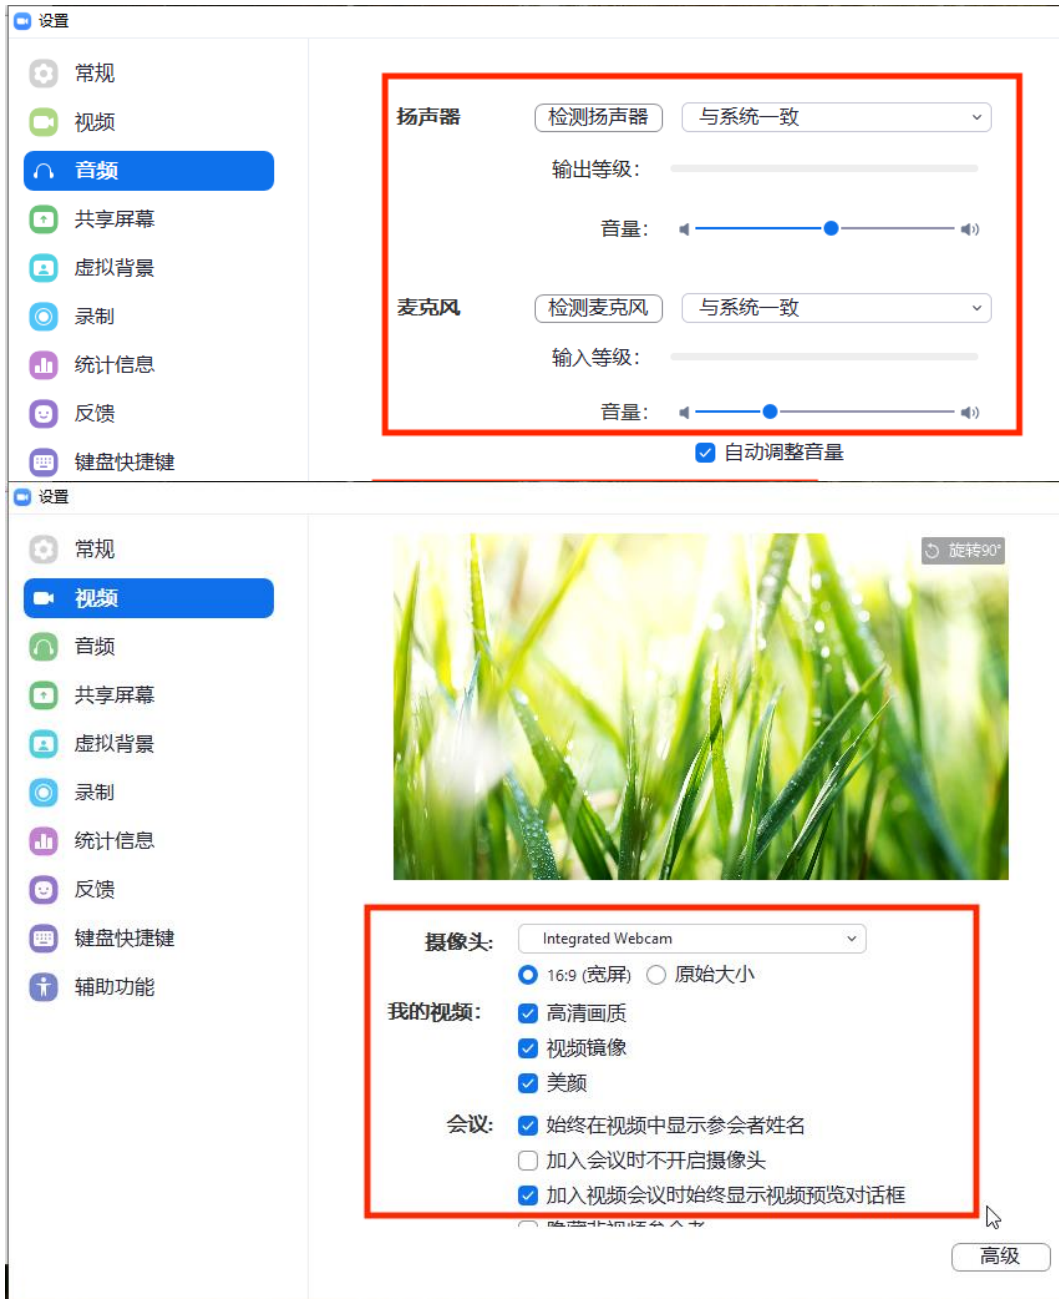 设置
常规
视频
音频
共享屏幕
虚拟背景
录制
统计信息
反馈
键盘快捷键
扬声器 检测扬声器 与系统一致
输出等级：
音量：
麦克风 检测麦克风 与系统一致
输入等级：
音量：
自动调整音量
设置
常规
视频
音频
共享屏幕
虚拟背景
录制
统计信息
反馈
键盘快捷键
辅助功能
旋转90°
摄像头: Integrated Webcam
16:9 (宽屏) 原始大小
我的视频： 高清画质
视频镜像
美颜
会议: 始终在视频中显示参会者姓名
加入会议时不开启摄像头
加入视频会议时始终显示视频预览对话框
隐藏非视频参会者
高级